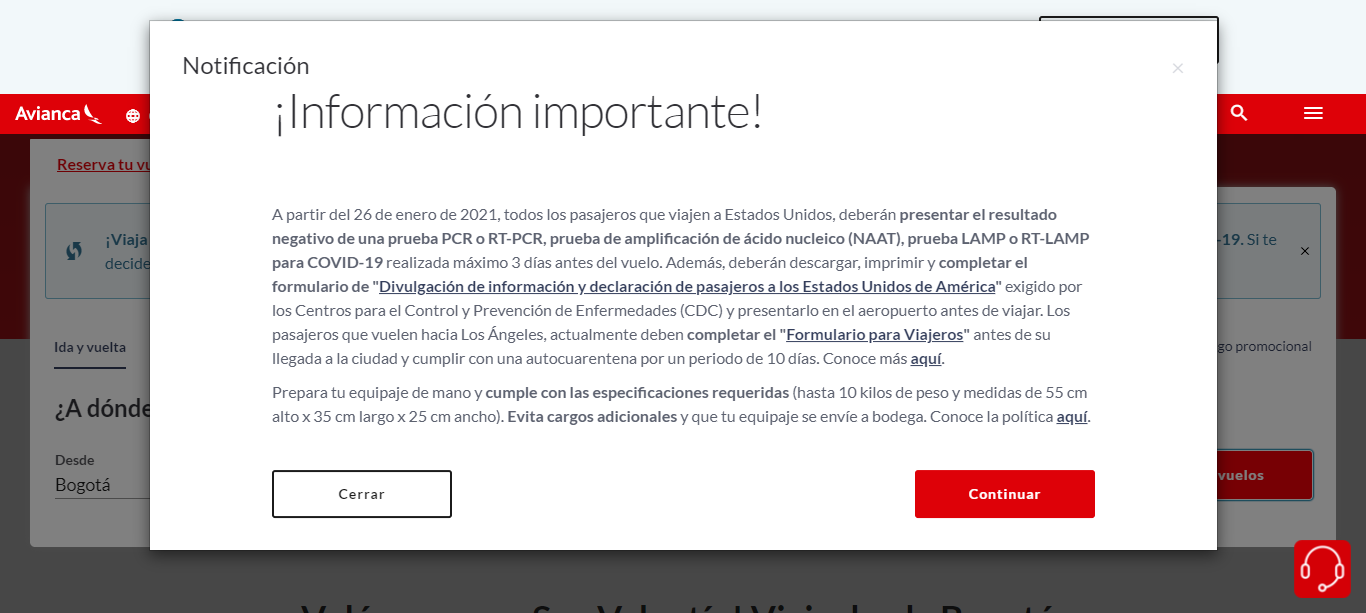 Notificación
×
¡Información importante!
Avianca
Reserva tu vu
A partir del 26 de enero de 2021, todos los pasajeros que viajen a Estados Unidos, deberán presentar el resultado
negativo de una prueba PCR o RT-PCR, prueba de amplificación de ácido nucleico (NAAT), prueba LAMP o RT-LAMP
para COVID-19 realizada máximo 3 días antes del vuelo. Además, deberán descargar, imprimir y completar el
formulario de "Divulgación de información y declaración de pasajeros a los Estados Unidos de América" exigido por
los Centros para el Control y Prevención de Enfermedades (CDC) y presentarlo en el aeropuerto antes de viajar. Los
pasajeros que vuelen hacia Los Ángeles, actualmente deben completar el "Formulario para Viajeros" antes de su
llegada a la ciudad y cumplir con una autocuarentena por un periodo de 10 días. Conoce más aquí.
Prepara tu equipaje de mano y cumple con las especificaciones requeridas (hasta 10 kilos de peso y medidas de 55 cm
alto x 35 cm largo x 25 cm ancho). Evita cargos adicionales y que tu equipaje se envíe a bodega. Conoce la política aquí.
Cerrar
Continuar
¡Viaja
decide
-19. Si te
×
Ida y vuelta
go promocional
¿A dónde
Desde
Bogotá
vuelos